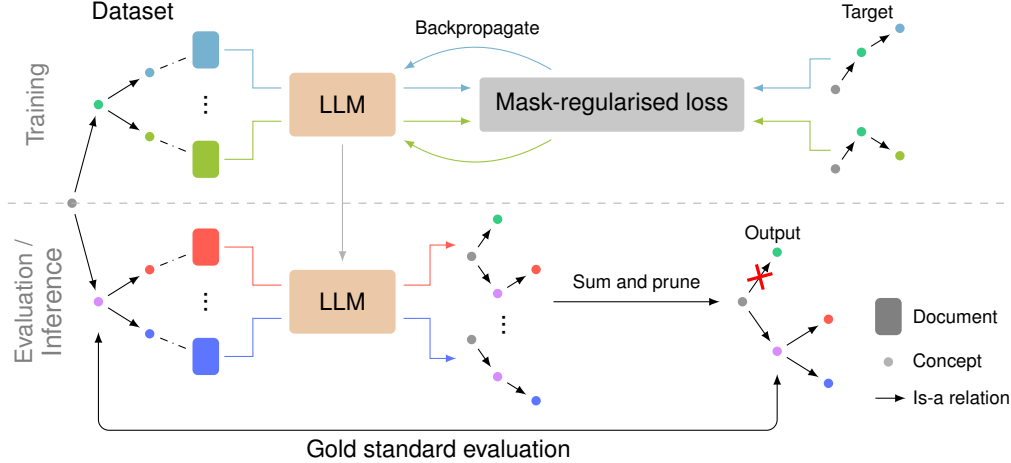 Dataset
Backpropagate
Target
Training
LLM
Mask-regularised loss
...
Evaluation /
Inference
LLM
...
...
Sum and prune
Output
Document
Concept
Is-a relation
Gold standard evaluation